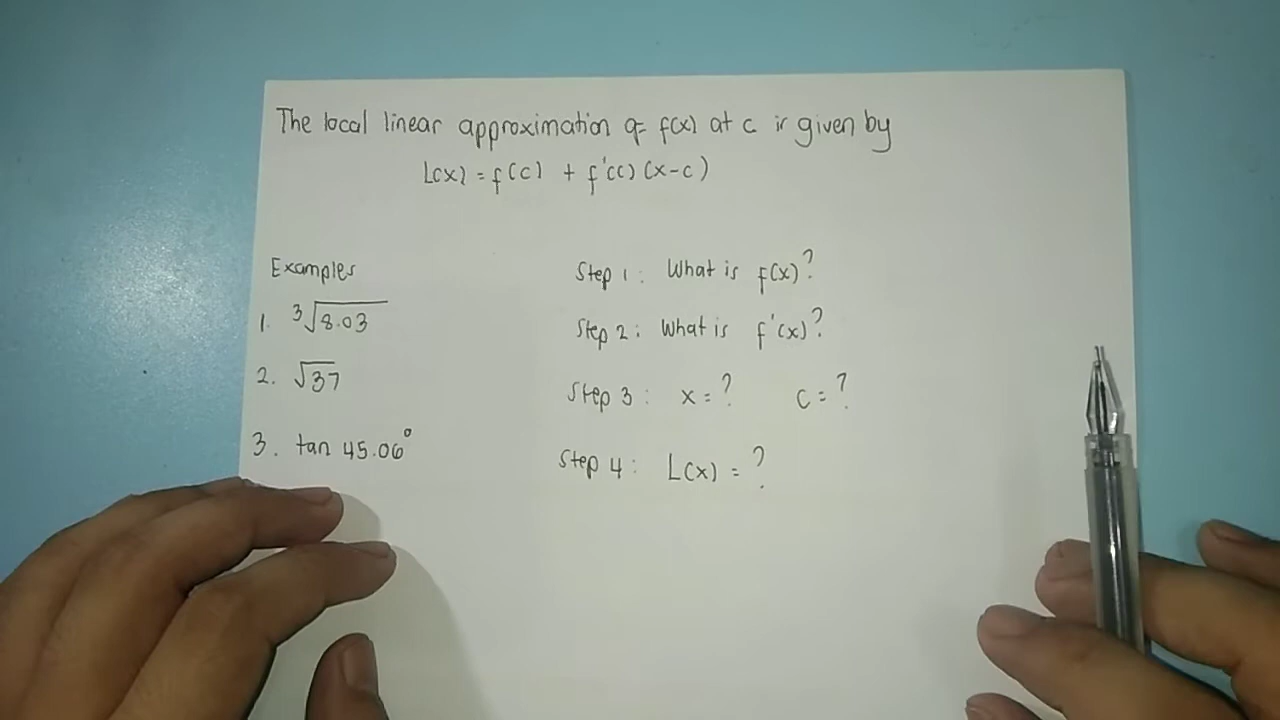 The local linear approximation of f(x) at c is given by
L(x) = f(c) + f'(c) (x-c)
Examples
1. ³√8.03
2. √37
3. tan 45.06°
Step 1: What is f(x)?
Step 2: What is f'(x)?
Step 3: x = ? c = ?
Step 4: L(x) = ?